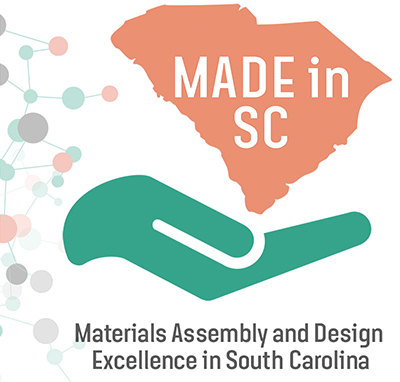 MADE in
SC
Materials Assembly and Design
Excellence in South Carolina